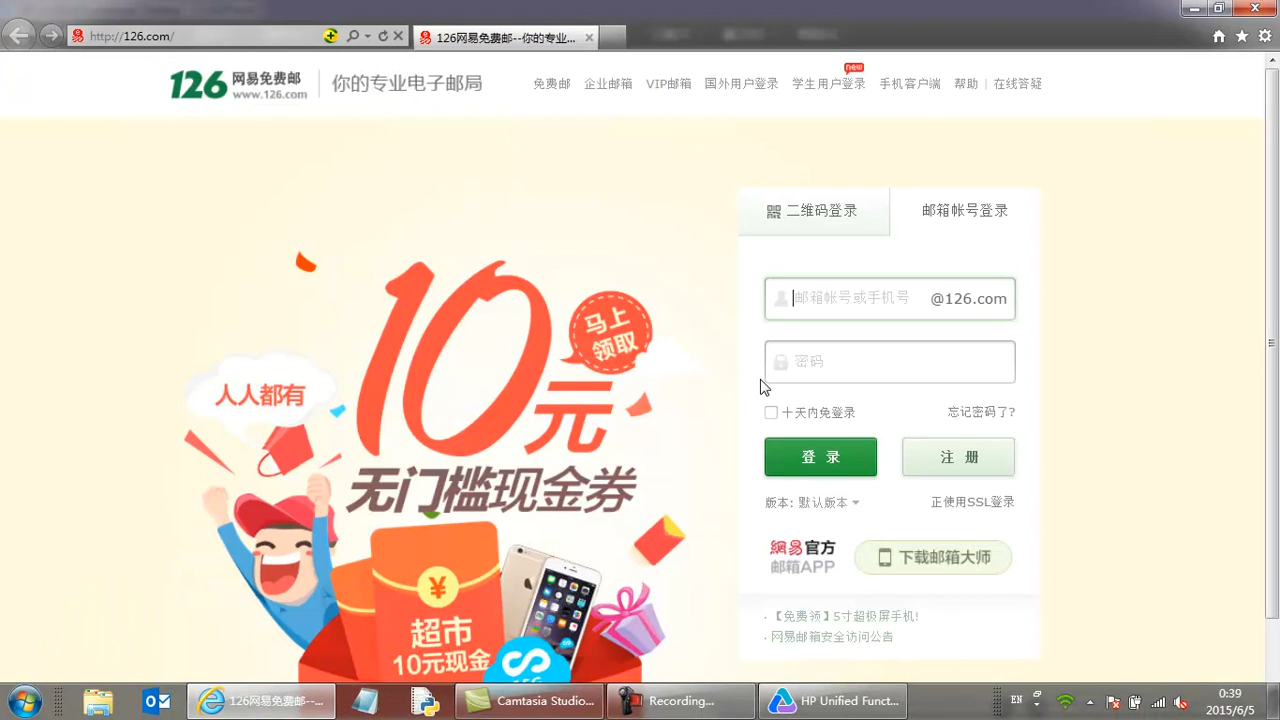 http://126.com/
126网易免费邮--你的专业...
126 网易免费邮
www.126.com
你的专业电子邮局
免费邮 企业邮箱 VIP邮箱 国外用户登录 学生用户登录 new 手机客户端 帮助 | 在线答疑
二维码登录
邮箱帐号登录
邮箱帐号或手机号 @126.com
密码
十天内免登录 忘记密码了?
登 录 注 册
版本: 默认版本 正使用SSL登录
網易官方
邮箱APP
下载邮箱大师
· 【免费领】5寸超极屏手机!
· 网易邮箱安全访问公告
人人都有
10元
马上
领取
无门槛现金券
¥
超市
10元现金
126网易免费邮--...
Camtasia Studio...
Recording...
HP Unified Funct...
EN
0:39
2015/6/5